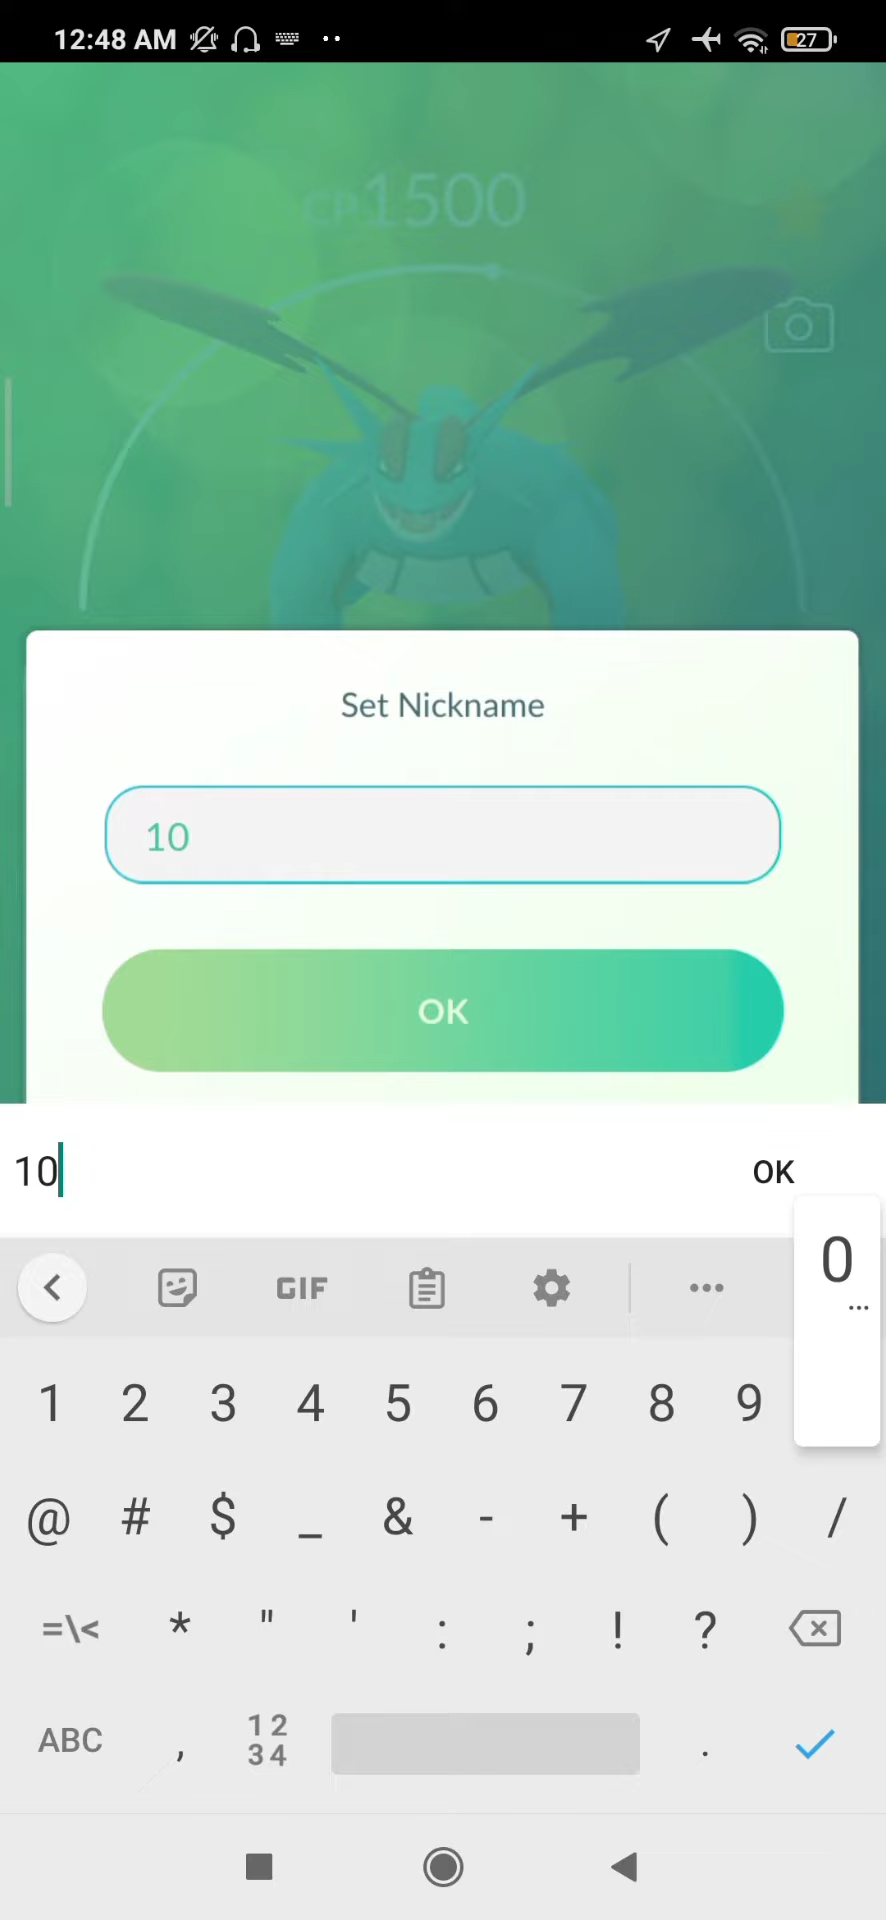 12:48 AM 27
CP1500
Set Nickname
10
OK
10 OK
0
...
GIF
1 2 3 4 5 6 7 8 9
@ # $ _ & - + ( ) /
=\< * " ' : ; ! ?
ABC , 12 .
34